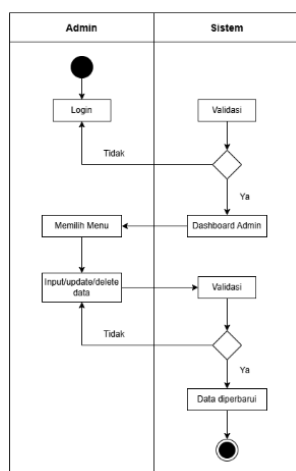 Admin
Sistem
Login
Validasi
Tidak
Ya
Memilih Menu
Dashboard Admin
Input/update/delete
data
Validasi
Tidak
Ya
Data diperbarui